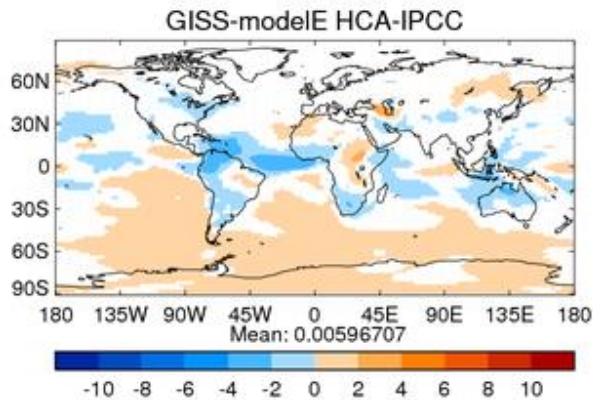 GISS-modelE HCA-IPCC
60N
30N
0
30S
60S
90S
180 135W 90W 45W 0 45E 90E 135E 180
Mean: 0.00596707
-10 -8 -6 -4 -2 0 2 4 6 8 10